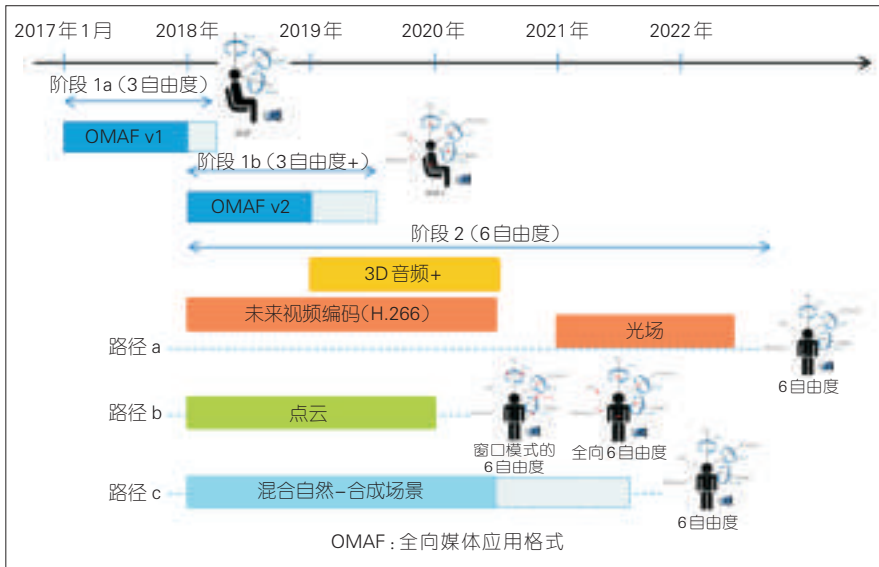 2017年1月 2018年 2019年 2020年 2021年 2022年
阶段 1a（3自由度）
OMAF v1
阶段 1b（3自由度+）
OMAF v2
阶段 2（6自由度）
3D音频+
未来视频编码（H.266）
光场
路径 a
6自由度
路径 b
点云
窗口模式的
6自由度
全向6自由度
路径 c
混合自然-合成场景
6自由度
OMAF：全向媒体应用格式